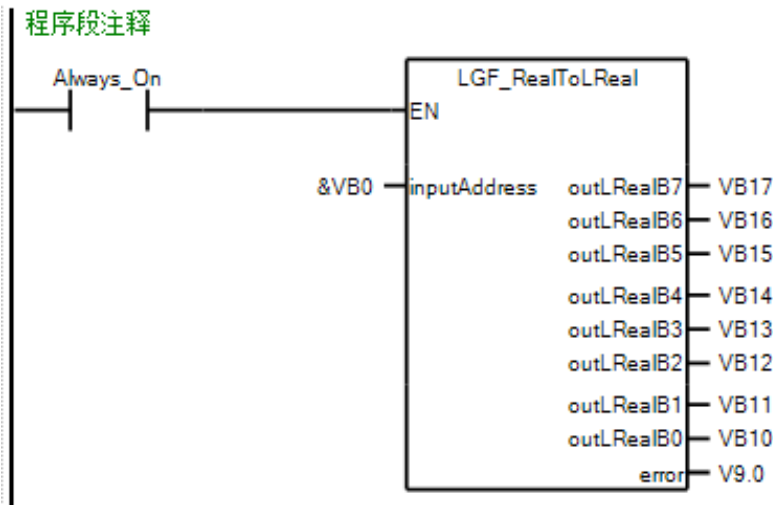 程序段注释
Always_On
LGF_RealToLReal
EN
&VB0 inputAddress outLRealB7 VB17
outLRealB6 VB16
outLRealB5 VB15
outLRealB4 VB14
outLRealB3 VB13
outLRealB2 VB12
outLRealB1 VB11
outLRealB0 VB10
error V9.0